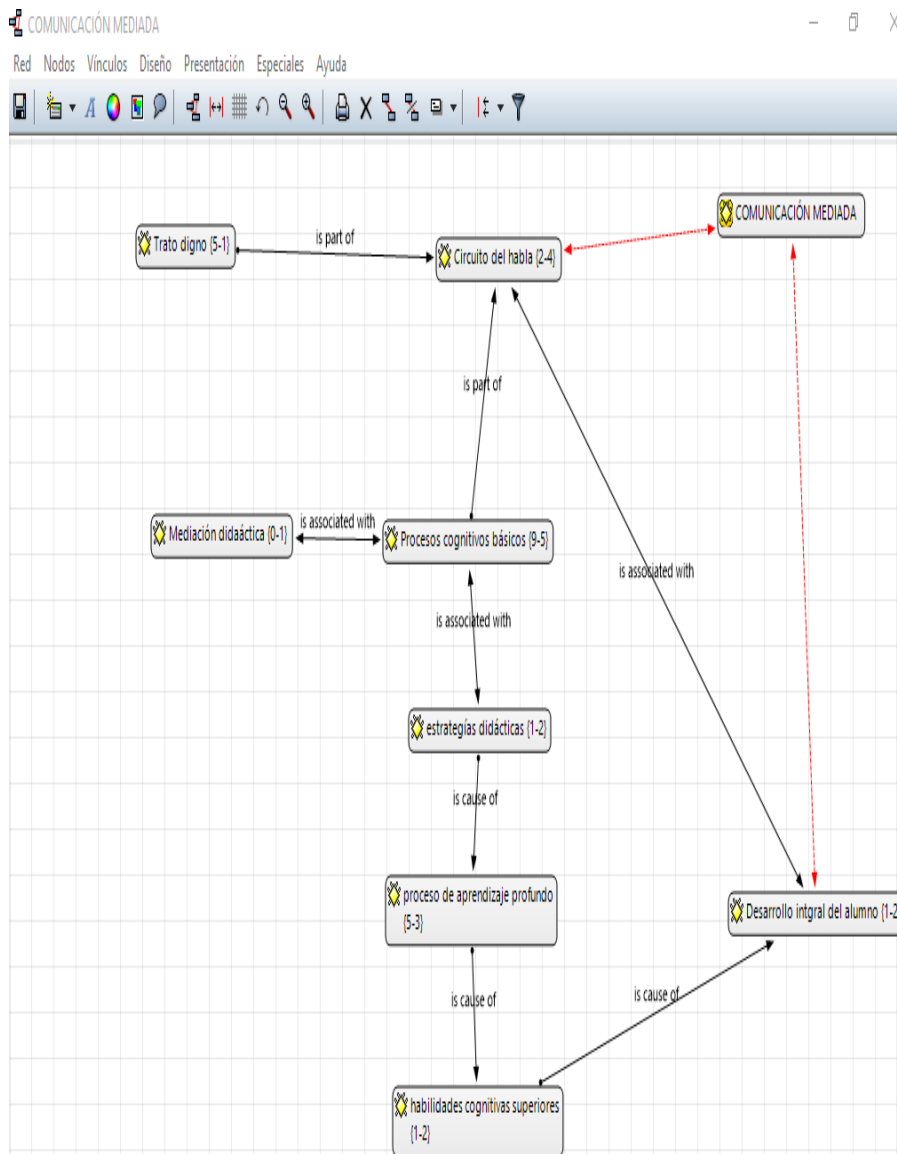 COMUNICACIÓN MEDIADA
Red Nodos Vínculos Diseño Presentación Especiales Ayuda
COMUNICACIÓN MEDIADA
Trato digno {5-1}
is part of
Circuito del habla {2-4}
is part of
Mediación didaáctica {0-1}
is associated with
Procesos cognitivos básicos {9-5}
is associated with
is associated with
estrategías didácticas {1-2}
is cause of
proceso de aprendizaje profundo
{5-3}
Desarrollo intgral del alumno {1-2
is cause of
is cause of
habilidades cognitivas superiores
{1-2}